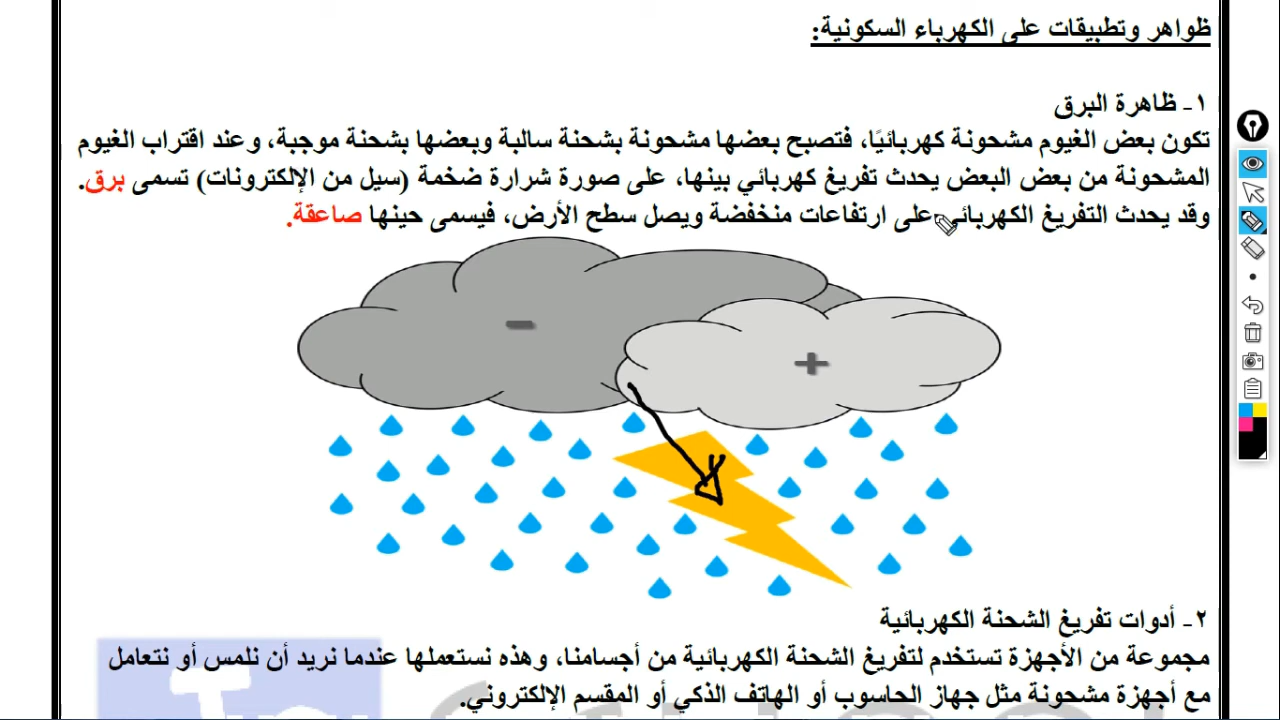 ظواهر وتطبيقات على الكهرباء السكونية:
١- ظاهرة البرق
تكون بعض الغيوم مشحونة كهربائيًا، فتصبح بعضها مشحونة بشحنة سالبة وبعضها بشحنة موجبة، وعند اقتراب الغيوم
المشحونة من بعض البعض يحدث تفريغ كهربائي بينها، على صورة شرارة ضخمة (سيل من الإلكترونات) تسمى برق.
وقد يحدث التفريغ الكهربائي على ارتفاعات منخفضة ويصل سطح الأرض، فيسمى حينها صاعقة.
-
+
٢- أدوات تفريغ الشحنة الكهربائية
مجموعة من الأجهزة تستخدم لتفريغ الشحنة الكهربائية من أجسامنا، وهذه نستعملها عندما نريد أن نلمس أو نتعامل
مع أجهزة مشحونة مثل جهاز الحاسوب أو الهاتف الذكي أو المقسم الإلكتروني.